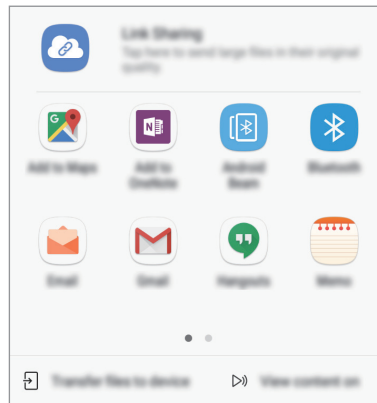 Link Sharing
Tap here to send large files in their original
quality.
Add to Maps
Add to
OneNote
Android
Beam
Bluetooth
Email
Gmail
Hangouts
Memo
Transfer files to device
View content on